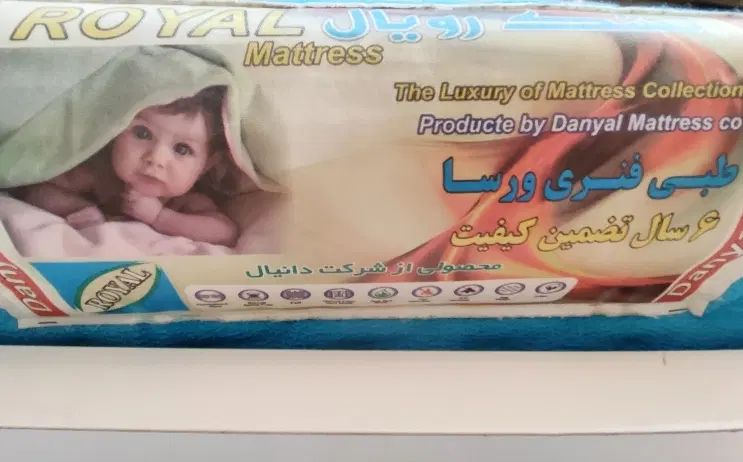 ROYAL رویال
Mattress
The Luxury of Mattress Collection
Producte by Danyal Mattress co
طبی فنری ورسا
۶ سال تضمین کیفیت
محصولی از شرکت دانیال
ROYAL